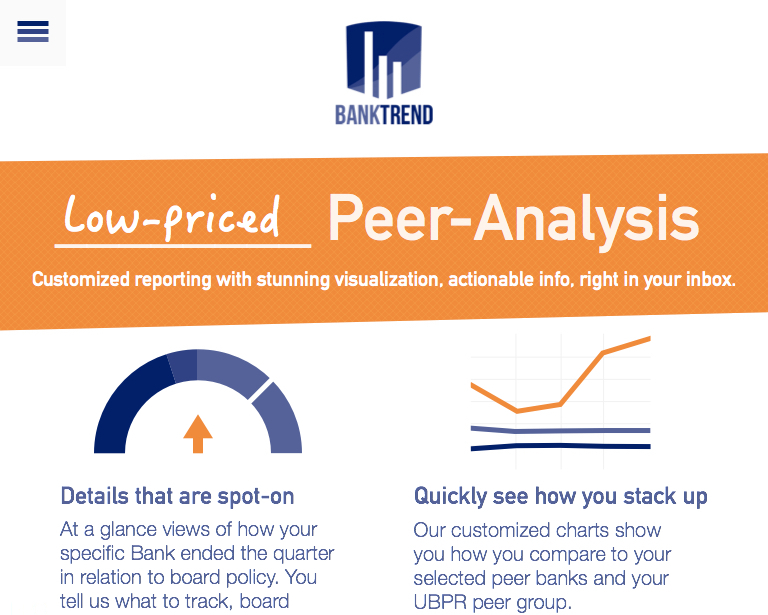 BANKTREND
Low-priced Peer-Analysis
Customized reporting with stunning visualization, actionable info, right in your inbox.
Details that are spot-on
At a glance views of how your
specific Bank ended the quarter
in relation to board policy. You
tell us what to track, board
Quickly see how you stack up
Our customized charts show
you how you compare to your
selected peer banks and your
UBPR peer group.